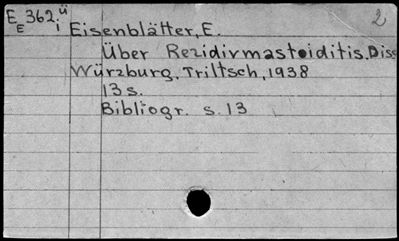 E 362.ü
E i
2
Eisenblätter, E.
Über Rezidivmastoiditis. Diss
Würzburg, Triltsch, 1938
13 s.
Bibliogr. s. 13